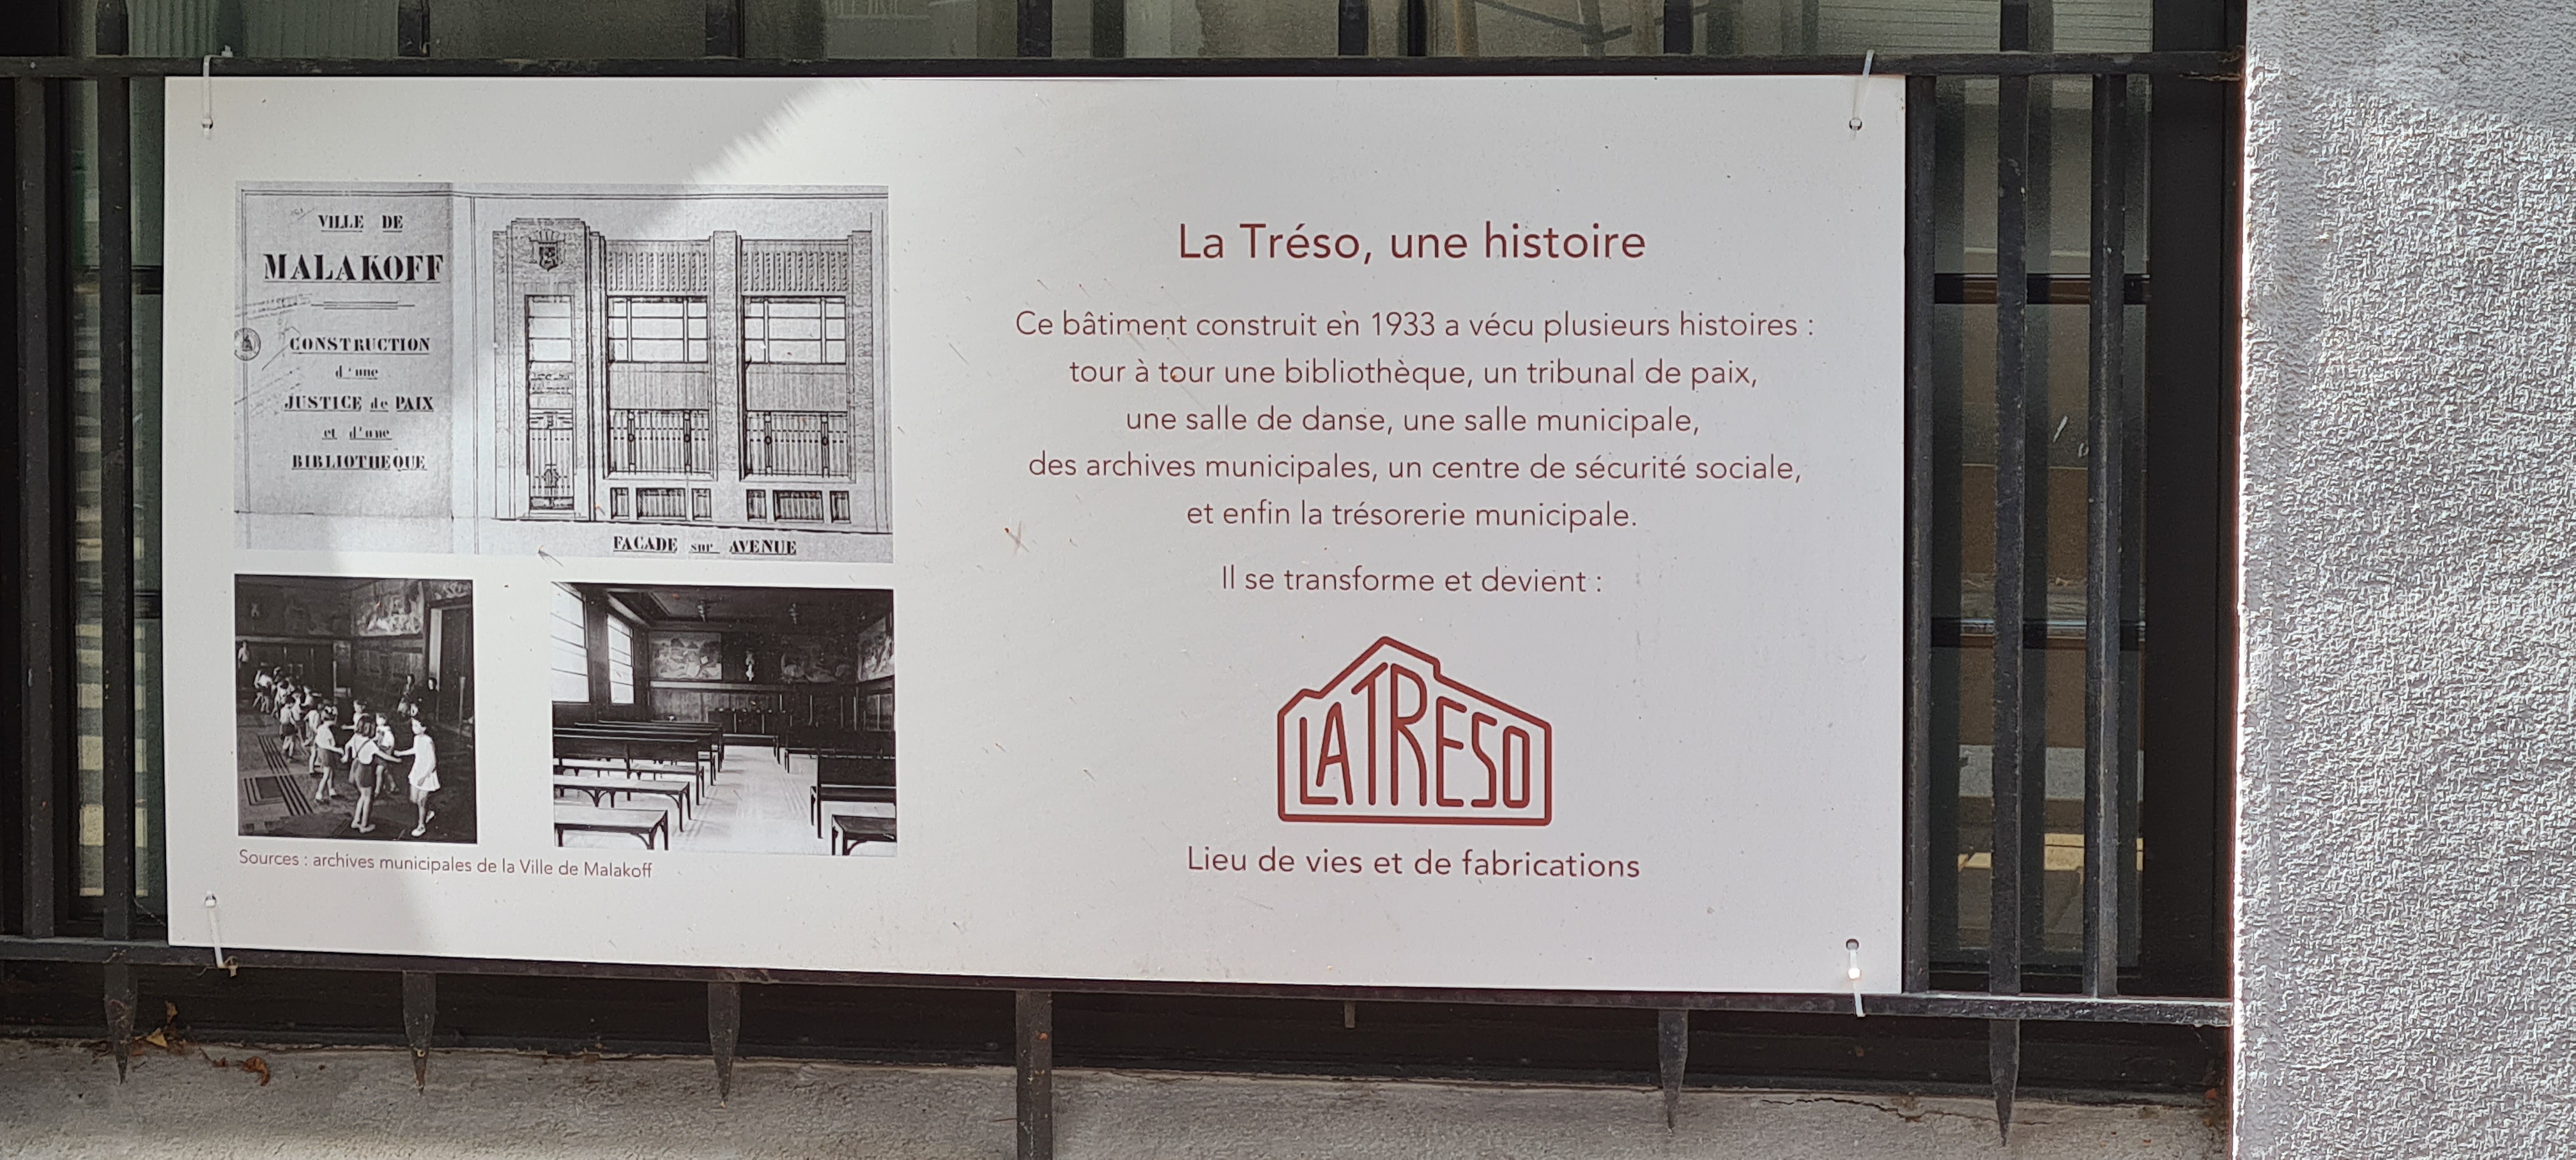 VILLE DE
MALAKOFF
CONSTRUCTION
d'une
JUSTICE de PAIX
et d'une
BIBLIOTHEQUE
FACADE sur AVENUE
Sources : archives municipales de la Ville de Malakoff
La Tréso, une histoire
Ce bâtiment construit en 1933 a vécu plusieurs histoires :
tour à tour une bibliothèque, un tribunal de paix,
une salle de danse, une salle municipale,
des archives municipales, un centre de sécurité sociale,
et enfin la trésorerie municipale.
Il se transforme et devient :
LA TRESO
Lieu de vies et de fabrications